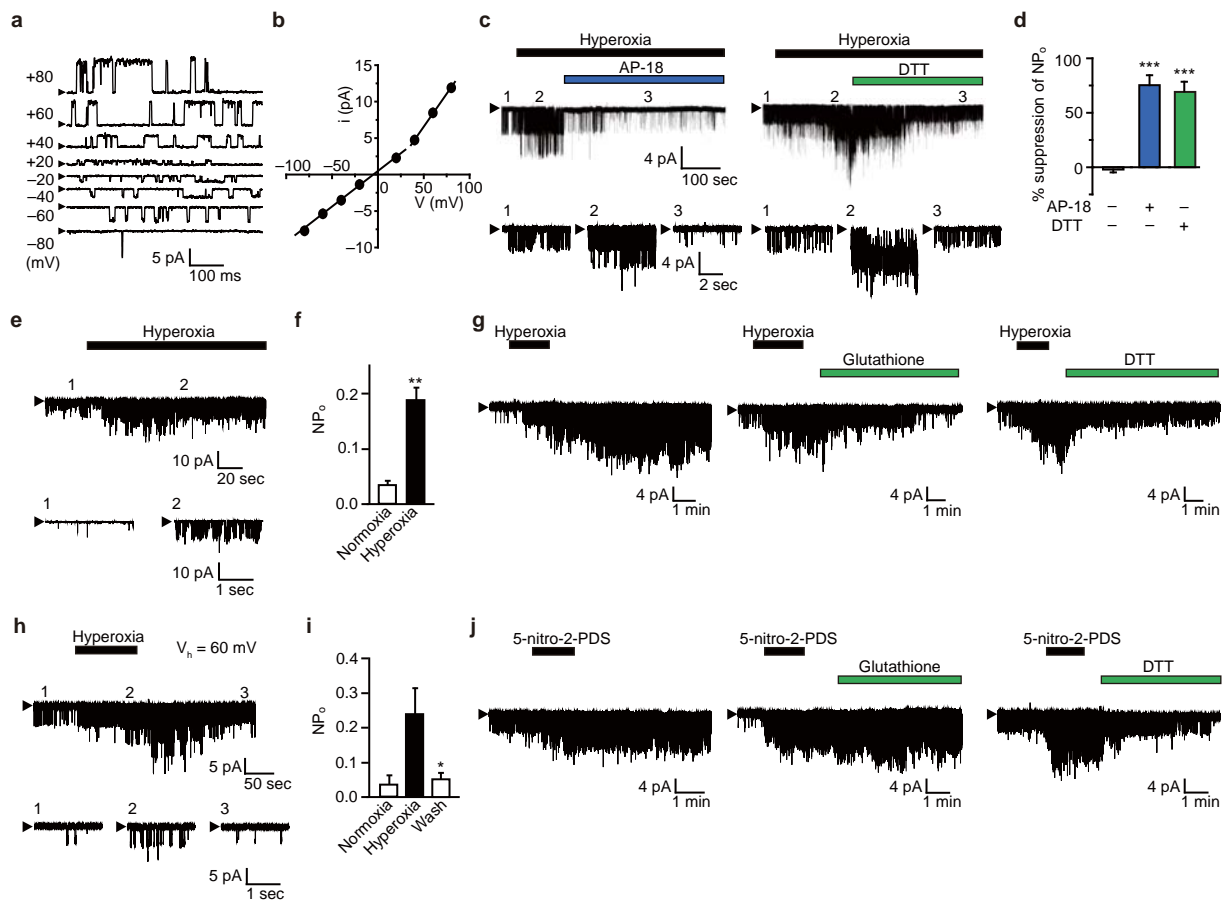 a
+80
+60
+40
+20
−20
−40
−60
−80
(mV)
5 pA
100 ms
b
15
10
5
−5
−10
i (pA)
−100
−50
0
50
100
V (mV)
c
Hyperoxia
AP-18
1
2
3
4 pA
100 sec
1
2
3
4 pA
2 sec
Hyperoxia
DTT
1
2
3
1
2
3
d
100
50
0
% suppression of NPo
***
***
AP-18
−
+
−
DTT
−
−
+
e
Hyperoxia
1
2
10 pA
20 sec
1
2
10 pA
1 sec
f
0.2
0.1
0.0
NPo
**
Normoxia
Hyperoxia
g
Hyperoxia
4 pA
1 min
Hyperoxia
Glutathione
4 pA
1 min
Hyperoxia
DTT
4 pA
1 min
h
Hyperoxia
Vh = 60 mV
1
2
3
5 pA
50 sec
1
2
3
5 pA
1 sec
i
0.4
0.3
0.2
0.1
0.0
NPo
*
Normoxia
Hyperoxia
Wash
j
5-nitro-2-PDS
4 pA
1 min
5-nitro-2-PDS
Glutathione
4 pA
1 min
5-nitro-2-PDS
DTT
4 pA
1 min